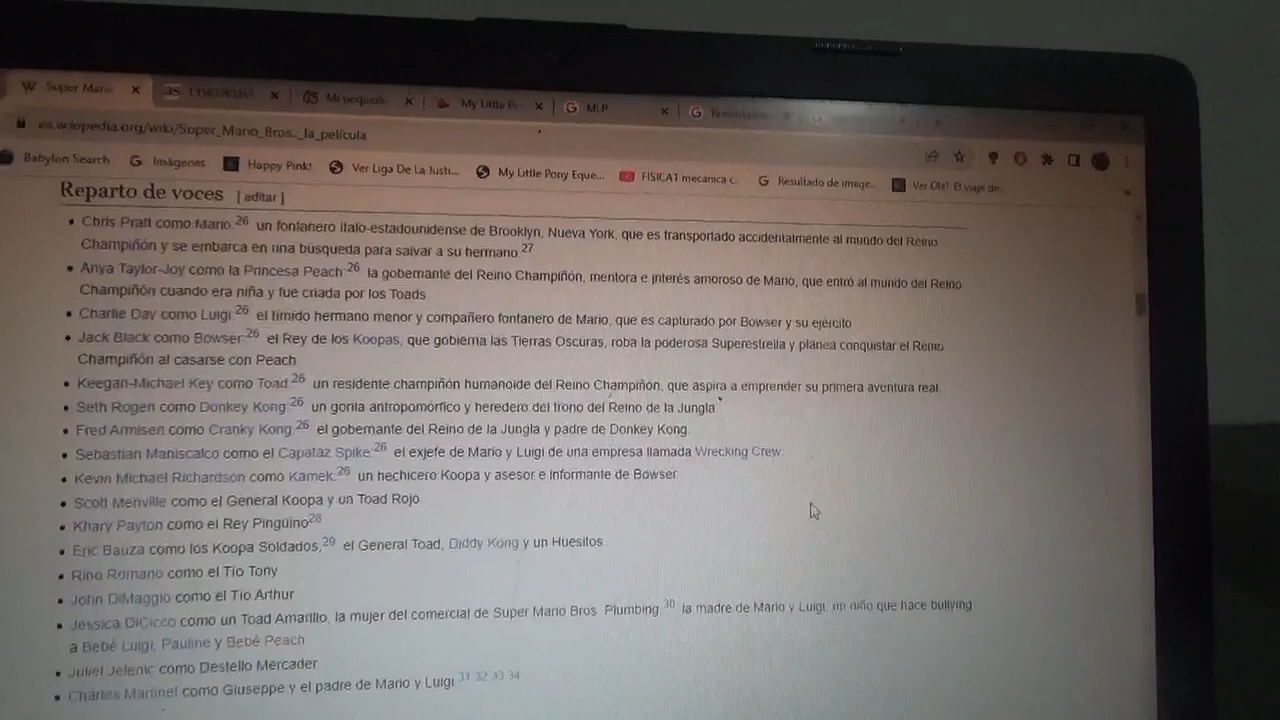 Super Mario
My Little Po
MLP
es.wikipedia.org/wiki/Super_Mario_Bros.:_la_película
Babylon Search Imágenes Happy Pink! Ver Liga De La Justi... My Little Pony Eque... FISICA1 mecanica c... Resultado de image... Ver Olé! El viaje de...
Reparto de voces [ editar ]
Chris Pratt como Mario:26 un fontanero italo-estadounidense de Brooklyn, Nueva York, que es transportado accidentalmente al mundo del Reino
Champiñón y se embarca en una búsqueda para salvar a su hermano.27
Anya Taylor-Joy como la Princesa Peach:26 la gobernante del Reino Champiñón, mentora e interés amoroso de Mario, que entró al mundo del Reino
Champiñón cuando era niña y fue criada por los Toads
Charlie Day como Luigi:26 el tímido hermano menor y compañero fontanero de Mario, que es capturado por Bowser y su ejército
Jack Black como Bowser:26 el Rey de los Koopas, que gobierna las Tierras Oscuras, roba la poderosa Superestrella y planea conquistar el Reino
Champiñón al casarse con Peach
Keegan-Michael Key como Toad:26 un residente champiñón humanoide del Reino Champiñón, que aspira a emprender su primera aventura real
Seth Rogen como Donkey Kong:26 un gorila antropomórfico y heredero del trono del Reino de la Jungla
Fred Armisen como Cranky Kong:26 el gobernante del Reino de la Jungla y padre de Donkey Kong.
Sebastian Maniscalco como el Capataz Spike:26 el exjefe de Mario y Luigi de una empresa llamada Wrecking Crew.
Kevin Michael Richardson como Kamek:26 un hechicero Koopa y asesor e informante de Bowser
Scott Menville como el General Koopa y un Toad Rojo
Khary Payton como el Rey Pingüino28
Eric Bauza como los Koopa Soldados,29 el General Toad, Diddy Kong y un Huesitos
Rino Romano como el Tío Tony
John DiMaggio como el Tío Arthur
Jessica DiCicco como un Toad Amarillo, la mujer del comercial de Super Mario Bros. Plumbing,30 la madre de Mario y Luigi, un niño que hace bullying
a Bebé Luigi, Pauline y Bebé Peach
Juliet Jelenic como Destello Mercader
Charles Martinet como Giuseppe y el padre de Mario y Luigi 31 32 33 34